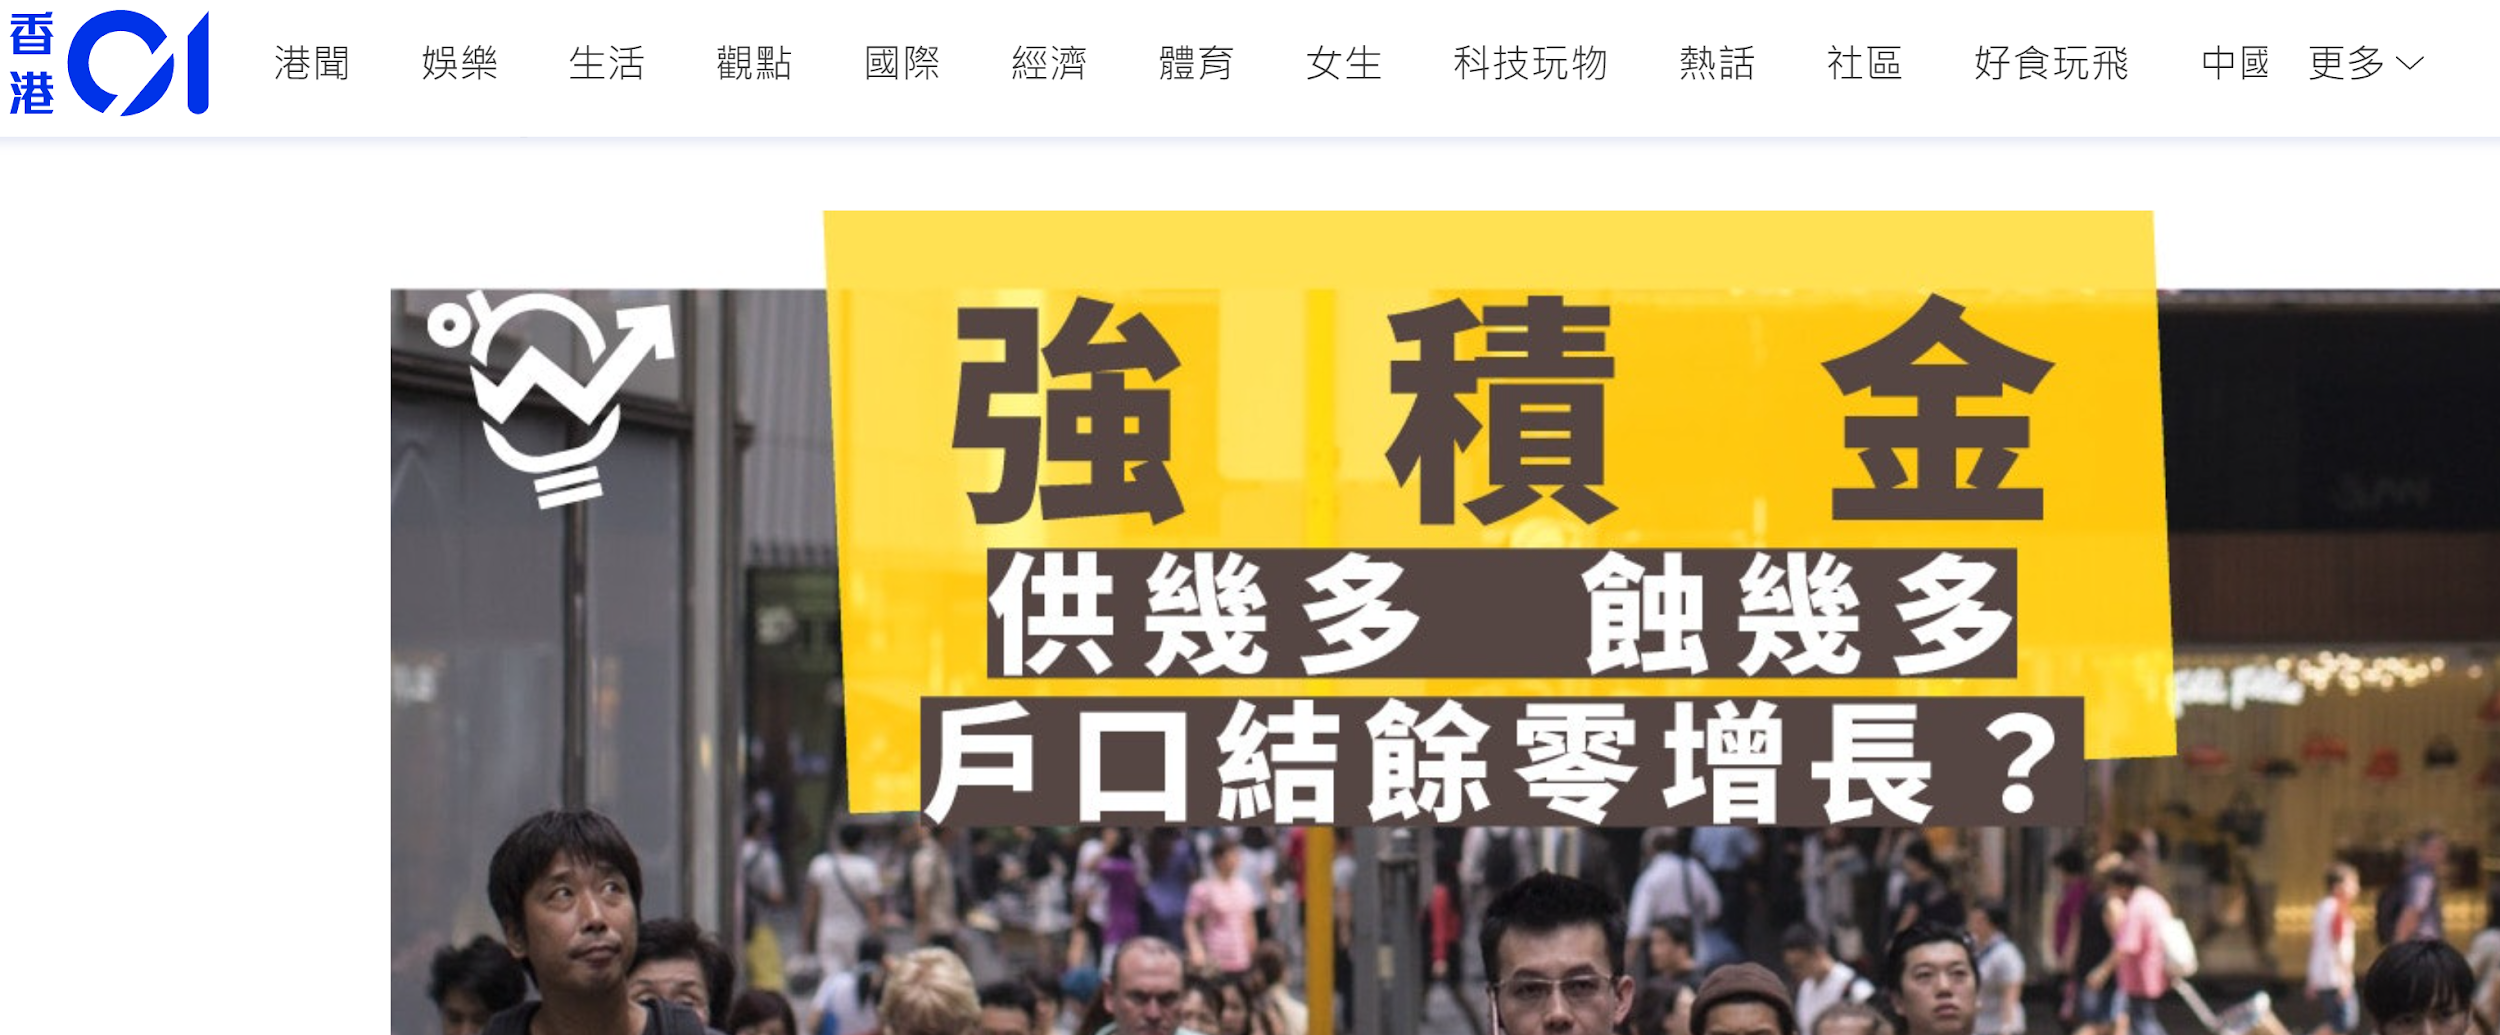 香港01
港聞 娛樂 生活 觀點 國際 經濟 體育 女生 科技玩物 熱話 社區 好食玩飛 中國 更多
強積金
供幾多 蝕幾多
戶口結餘零增長？